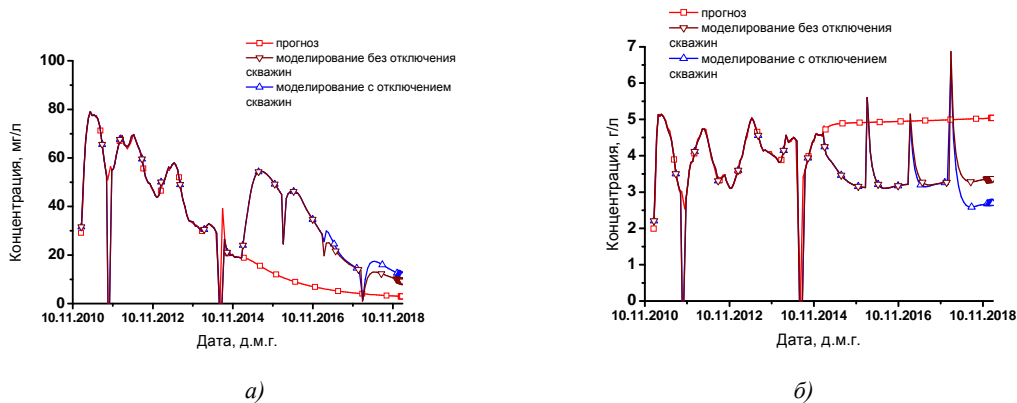 прогноз
моделирование без отключения
скважин
моделирование с отключением
скважин
100
80
60
40
20
0
Концентрация, мг/л
10.11.2010 10.11.2012 10.11.2014 10.11.2016 10.11.2018
Дата, д.м.г.
а)
прогноз
моделирование без отключения
скважин
моделирование с отключением
скважин
7
6
5
4
3
2
1
0
Концентрация, г/л
10.11.2010 10.11.2012 10.11.2014 10.11.2016 10.11.2018
Дата, д.м.г.
б)